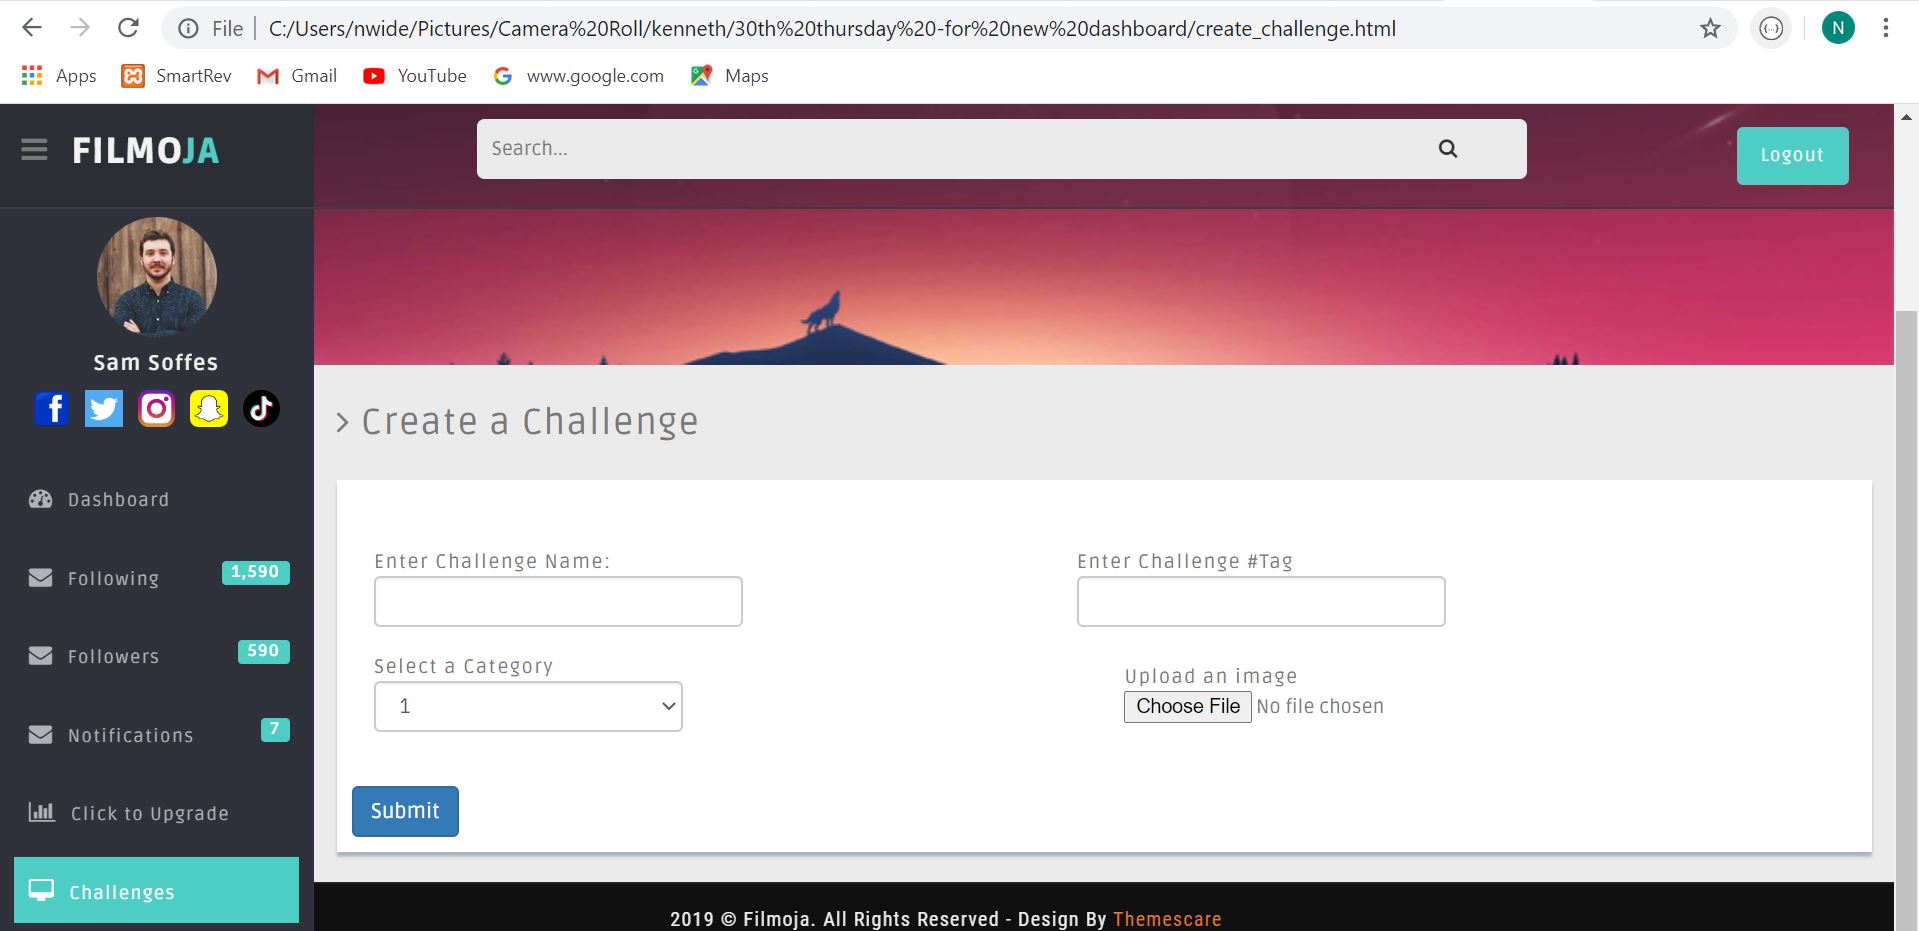 File C:/Users/nwide/Pictures/Camera%20Roll/kenneth/30th%20thursday%20-for%20new%20dashboard/create_challenge.html
N
Apps SmartRev Gmail YouTube www.google.com Maps
FILMOJA
Search...
Logout
Sam Soffes
Dashboard
Following 1,590
Followers 590
Notifications 7
Click to Upgrade
Challenges
> Create a Challenge
Enter Challenge Name:
Enter Challenge #Tag
Select a Category
1
Upload an image
Choose File No file chosen
Submit
2019 © Filmoja. All Rights Reserved - Design By Themescare